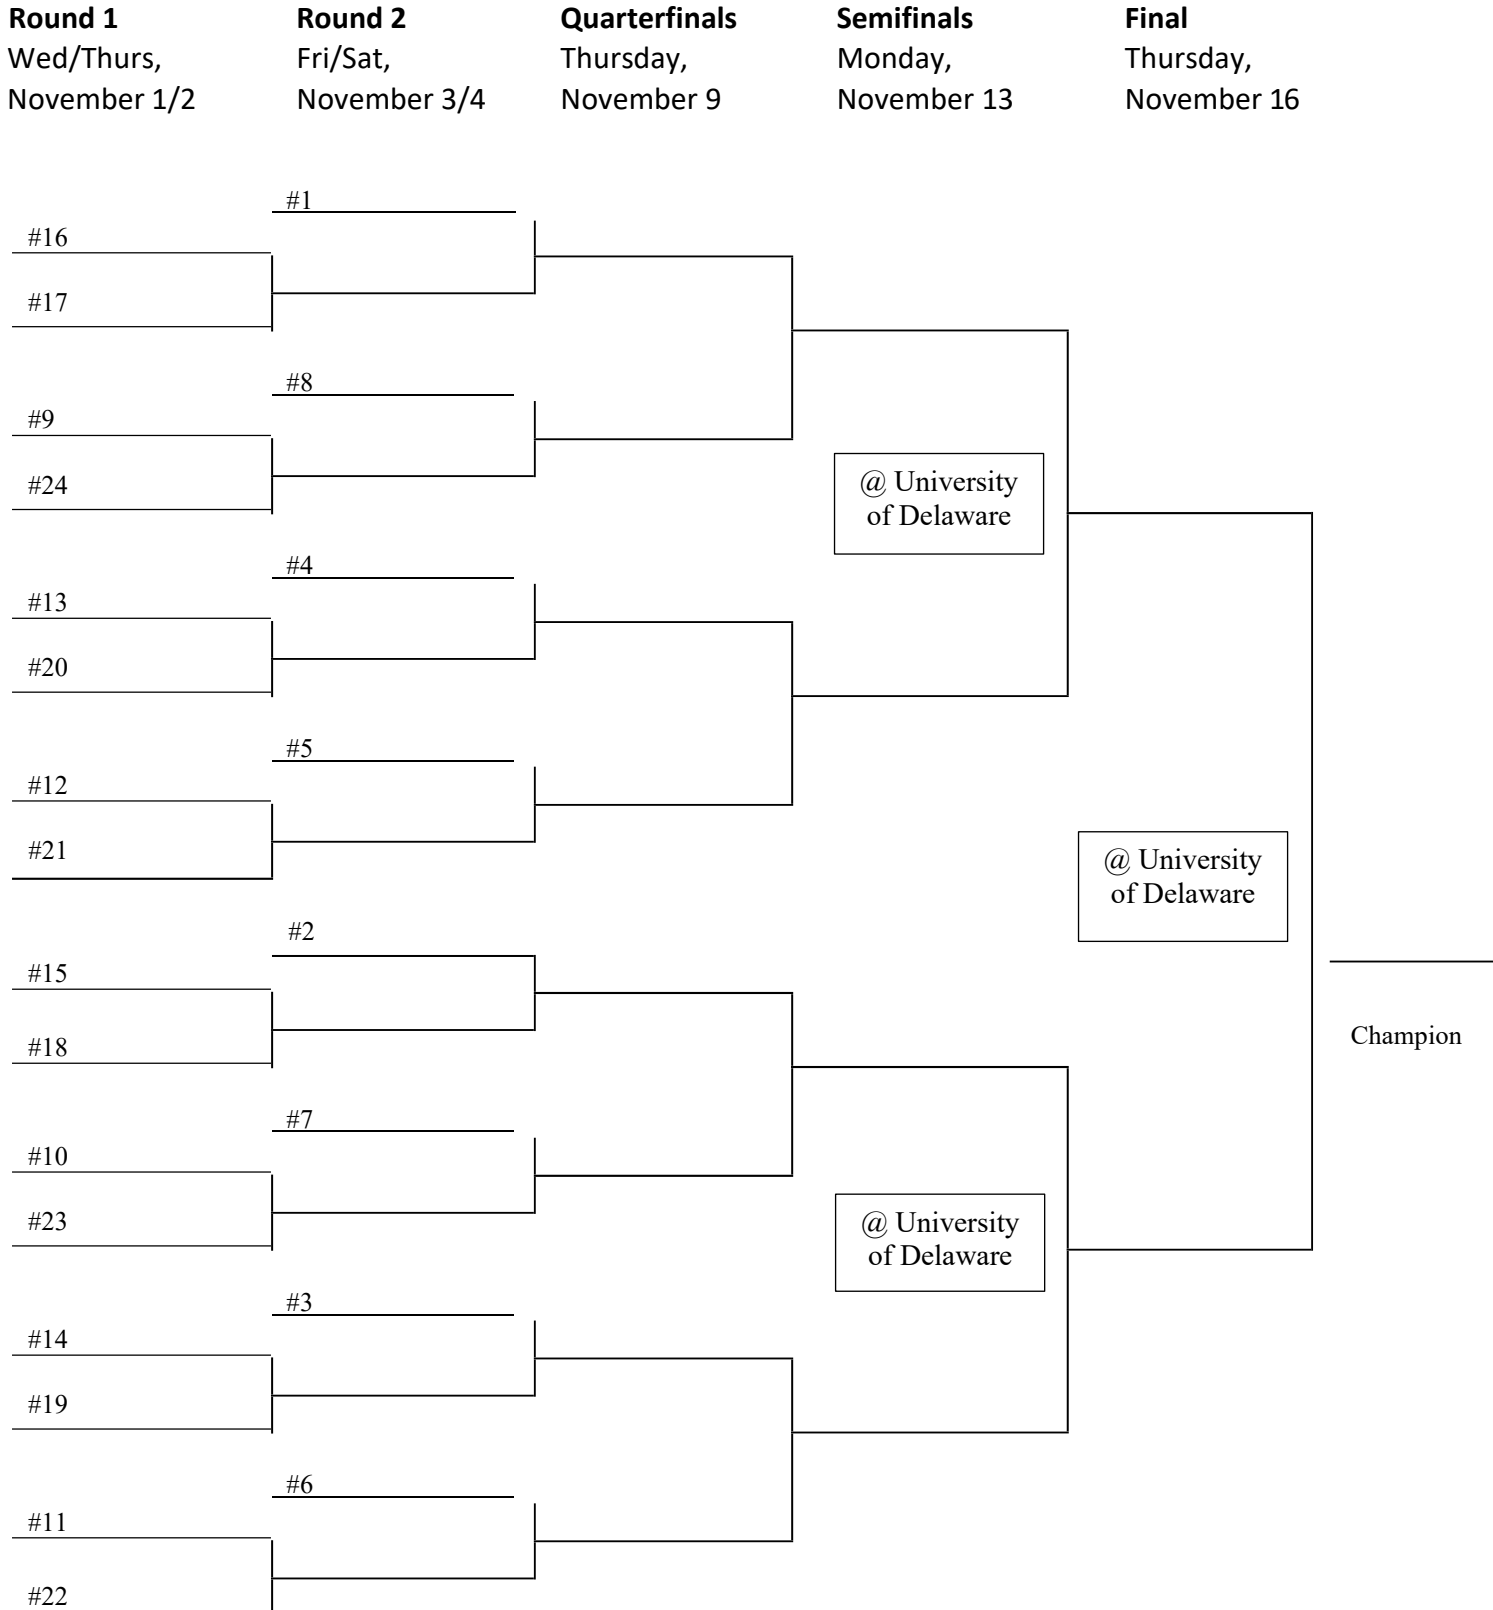 Round 1 Round 2 Quarterfinals Semifinals Final
Wed/Thurs, Fri/Sat, Thursday, Monday, Thursday,
November 1/2 November 3/4 November 9 November 13 November 16
#1
#16
#17
#8
#9
#24
@ University
of Delaware
#4
#13
#20
#5
#12
#21
@ University
of Delaware
#2
#15
#18
Champion
#7
#10
#23
@ University
of Delaware
#3
#14
#19
#6
#11
#22